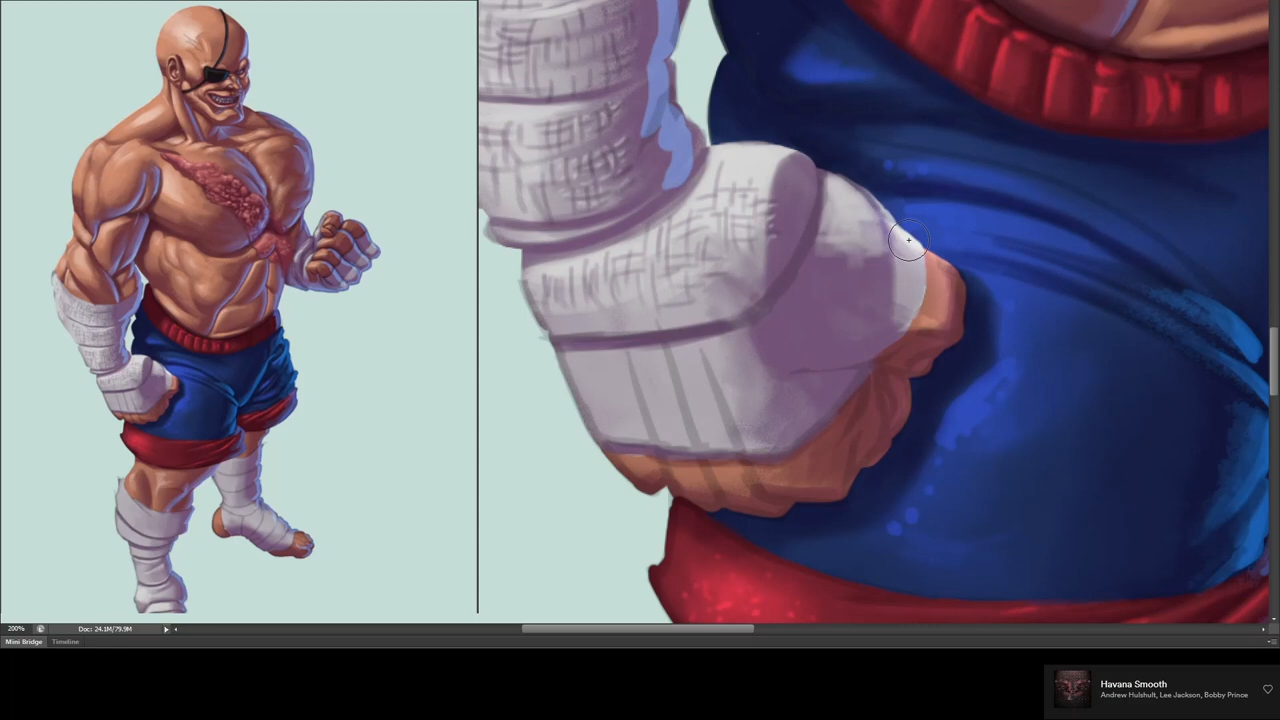 200%
Doc: 24.1M/79.9M
Mini Bridge
Timeline
Havana Smooth
Andrew Hulshult, Lee Jackson, Bobby Prince